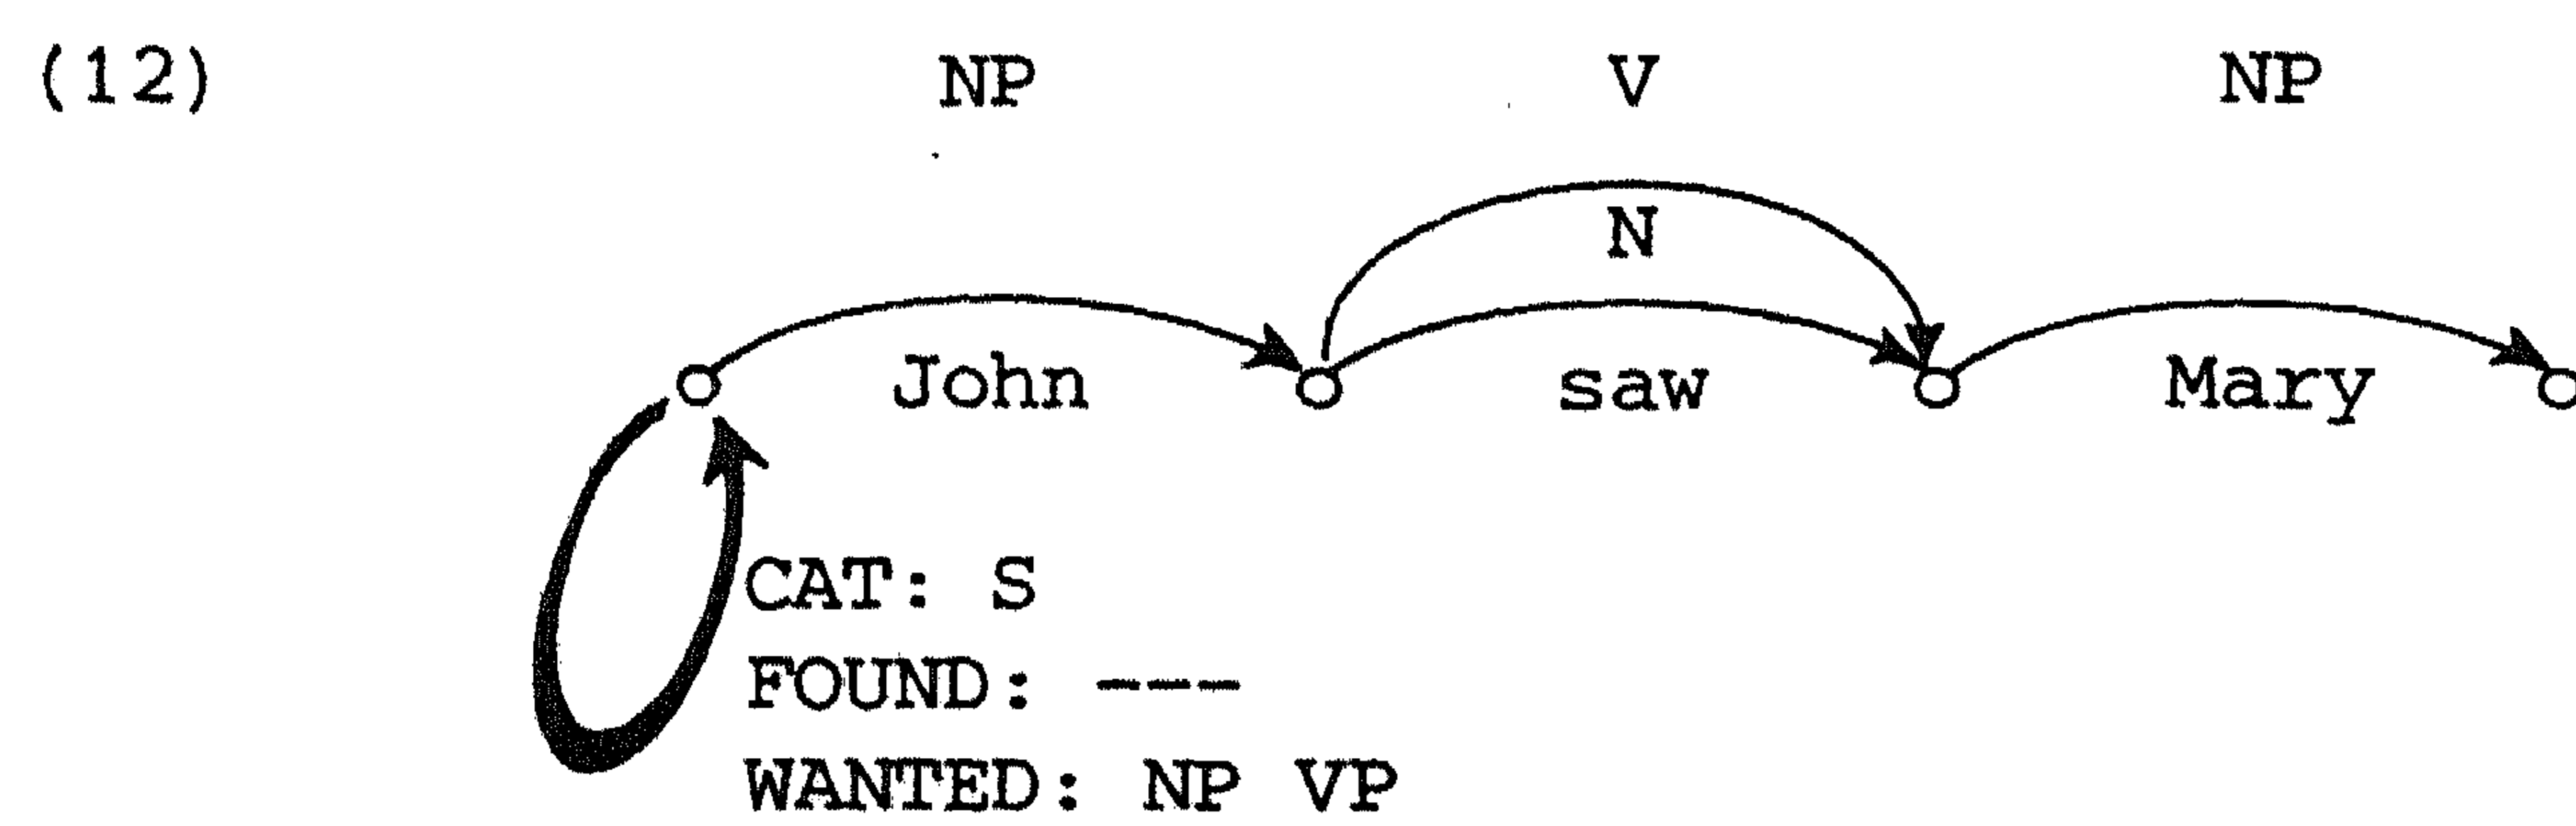 (12) NP V NP
N
John saw Mary
CAT: S
FOUND: ---
WANTED: NP VP